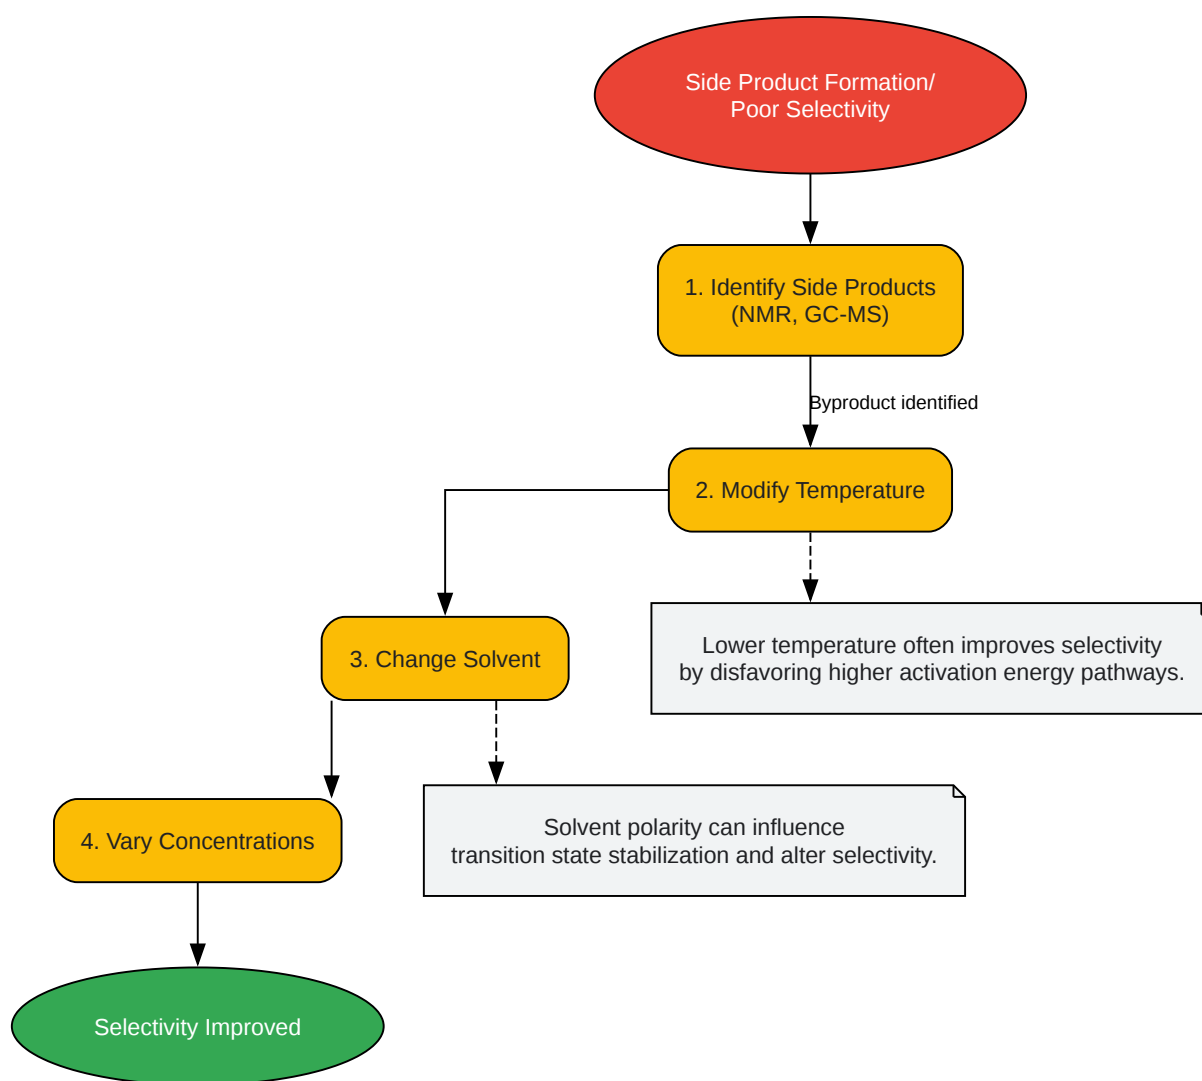 Side Product Formation/
Poor Selectivity
1. Identify Side Products
(NMR, GC-MS)
Byproduct identified
2. Modify Temperature
Lower temperature often improves selectivity
by disfavoring higher activation energy pathways.
3. Change Solvent
Solvent polarity can influence
transition state stabilization and alter selectivity.
4. Vary Concentrations
Selectivity Improved